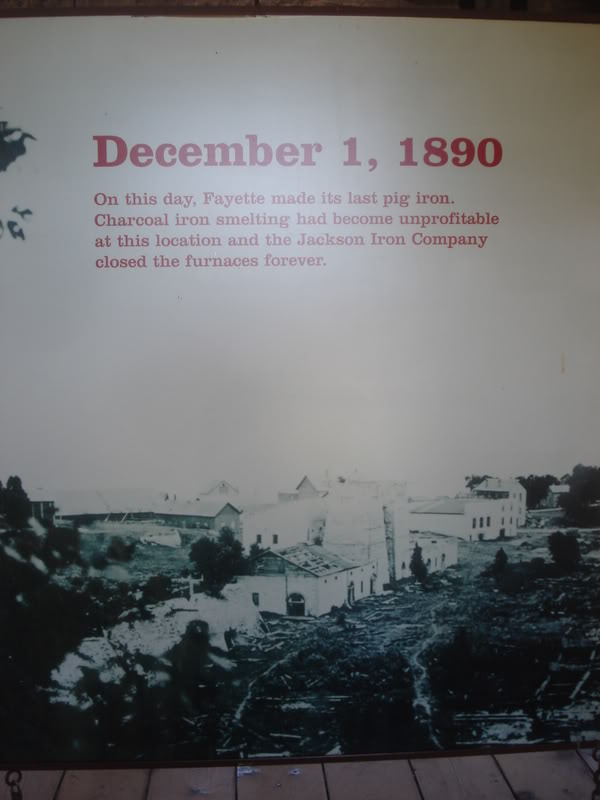 December 1, 1890
On this day, Fayette made its last pig iron.
Charcoal iron smelting had become unprofitable
at this location and the Jackson Iron Company
closed the furnaces forever.